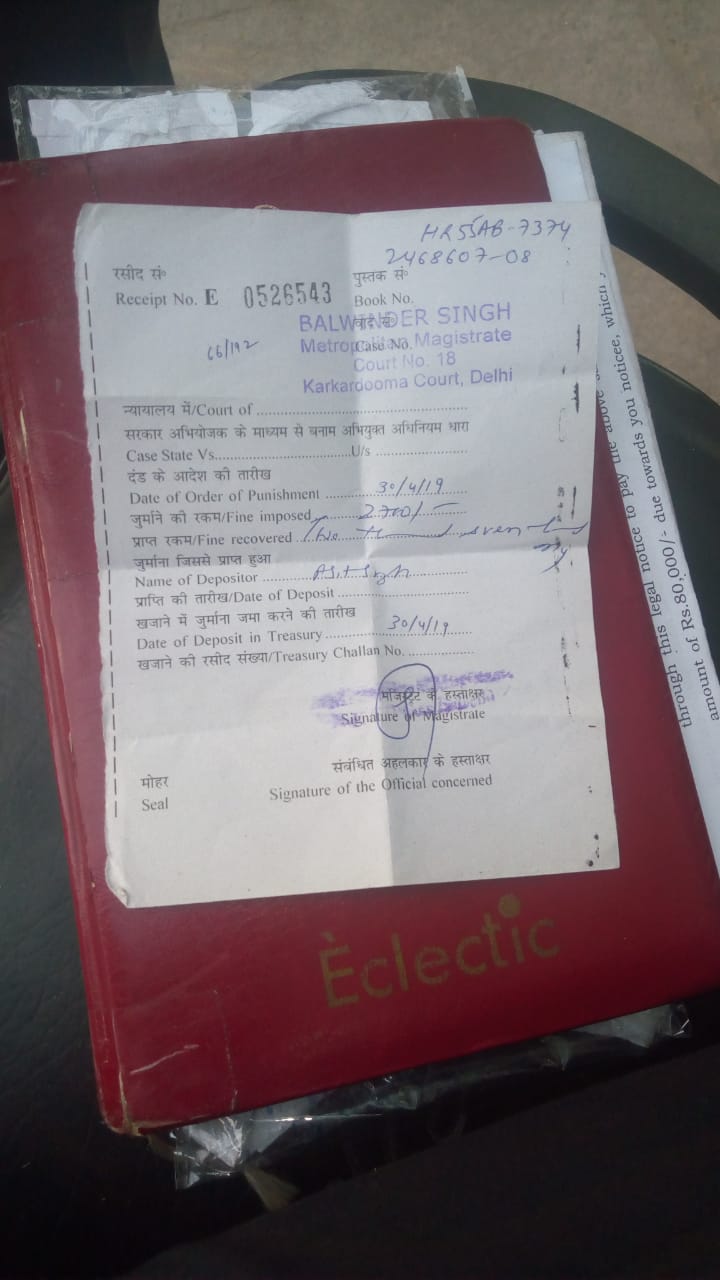 HR55AB-7374
2468607-08
रसीद सं॰ पुस्तक सं॰
Receipt No. E 0526543 Book No.
वाद सं॰
BALWINDER SINGH
66/192 Case No.
Metropolitan Magistrate
Court No. 18
Karkardooma Court, Delhi
न्यायालय में/Court of
सरकार अभियोजक के माध्यम से बनाम अभियुक्त अधिनियम धारा
Case State Vs. U/s
दंड के आदेश की तारीख
Date of Order of Punishment 30/4/19
जुर्माने की रकम/Fine imposed 2700/-
प्राप्त रकम/Fine recovered
जुर्माना जिससे प्राप्त हुआ
Name of Depositor
प्राप्ति की तारीख/Date of Deposit
खजाने में जुर्माना जमा करने की तारीख
Date of Deposit in Treasury 30/4/19
खजाने की रसीद संख्या/Treasury Challan No.
मजिस्ट्रेट के हस्ताक्षर
Signature of Magistrate
संबंधित अहलकार के हस्ताक्षर
मोहर
Signature of the Official concerned
Seal
Èclectic
through this legal notice to pay the above which
amount of Rs.80,000/- due towards you noticee,